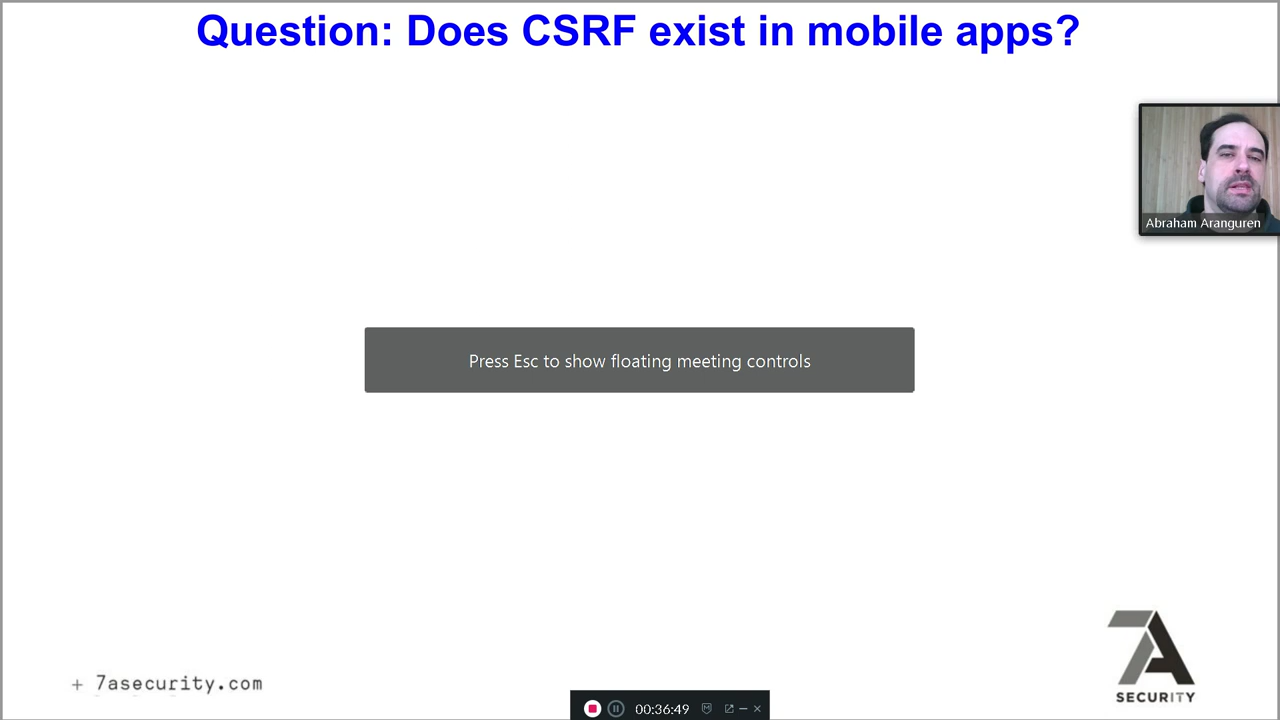 Question: Does CSRF exist in mobile apps?
Abraham Aranguren
Press Esc to show floating meeting controls
+ 7asecurity.com
7A
SECURITY
00:36:49